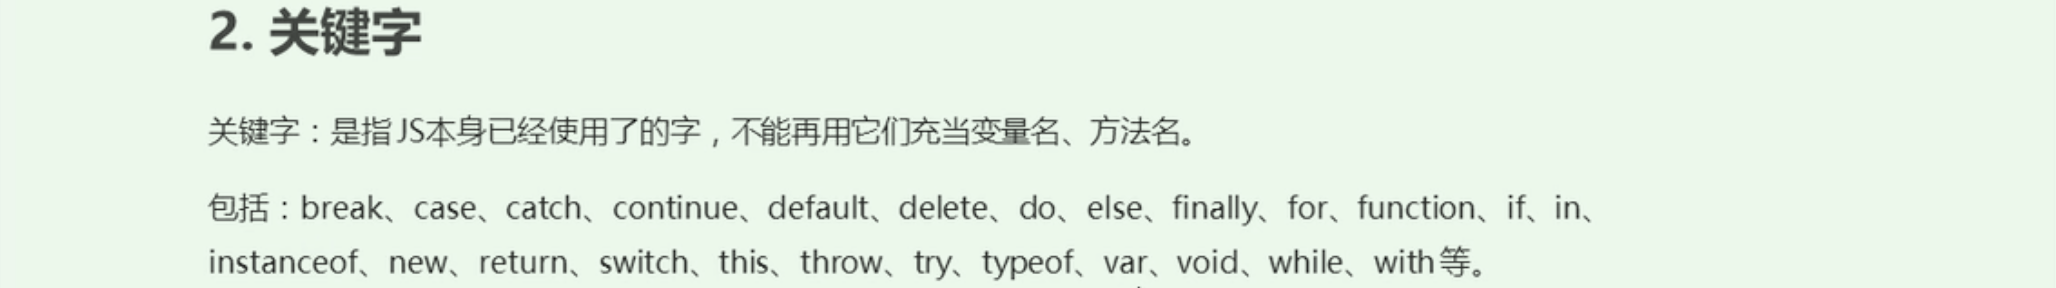 2. 关键字
关键字：是指 JS本身已经使用了的字，不能再用它们充当变量名、方法名。
包括：break、case、catch、continue、default、delete、do、else、finally、for、function、if、in、
instanceof、new、return、switch、this、throw、try、typeof、var、void、while、with 等。